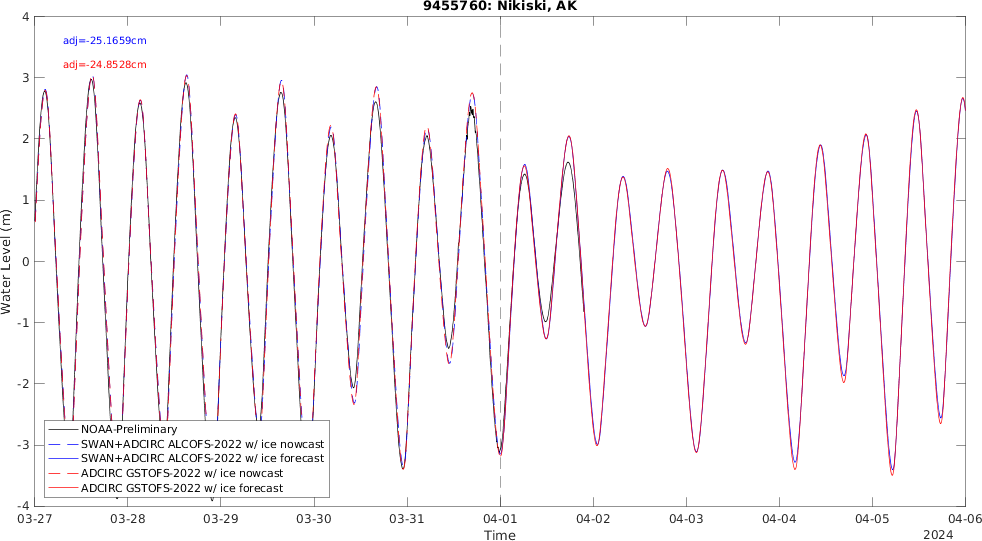 9455760: Nikiski, AK
adj=-25.1659cm
adj=-24.8528cm
Water Level (m)
4
3
2
1
0
-1
-2
-3
-4
NOAA-Preliminary
SWAN+ADCIRC ALCOFS-2022 w/ ice nowcast
SWAN+ADCIRC ALCOFS-2022 w/ ice forecast
ADCIRC GSTOFS-2022 w/ ice nowcast
ADCIRC GSTOFS-2022 w/ ice forecast
03-27 03-28 03-29 03-30 03-31 04-01 04-02 04-03 04-04 04-05 04-06
Time
2024